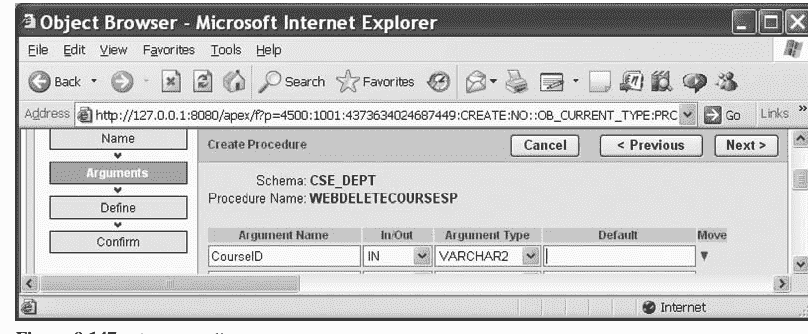 Object Browser - Microsoft Internet Explorer
File Edit View Favorites Tools Help
Back Search Favorites
Address http://127.0.0.1:8080/apex/f?p=4500:1001:4373634024687449:CREATE:NO::OB_CURRENT_TYPE:PRC Go Links »
Name Create Procedure Cancel < Previous Next >
Arguments
Schema: CSE_DEPT
Procedure Name: WEBDELETECOURSESP
Define
Confirm
Argument Name In/Out Argument Type Default Move
CourseID IN VARCHAR2
Internet